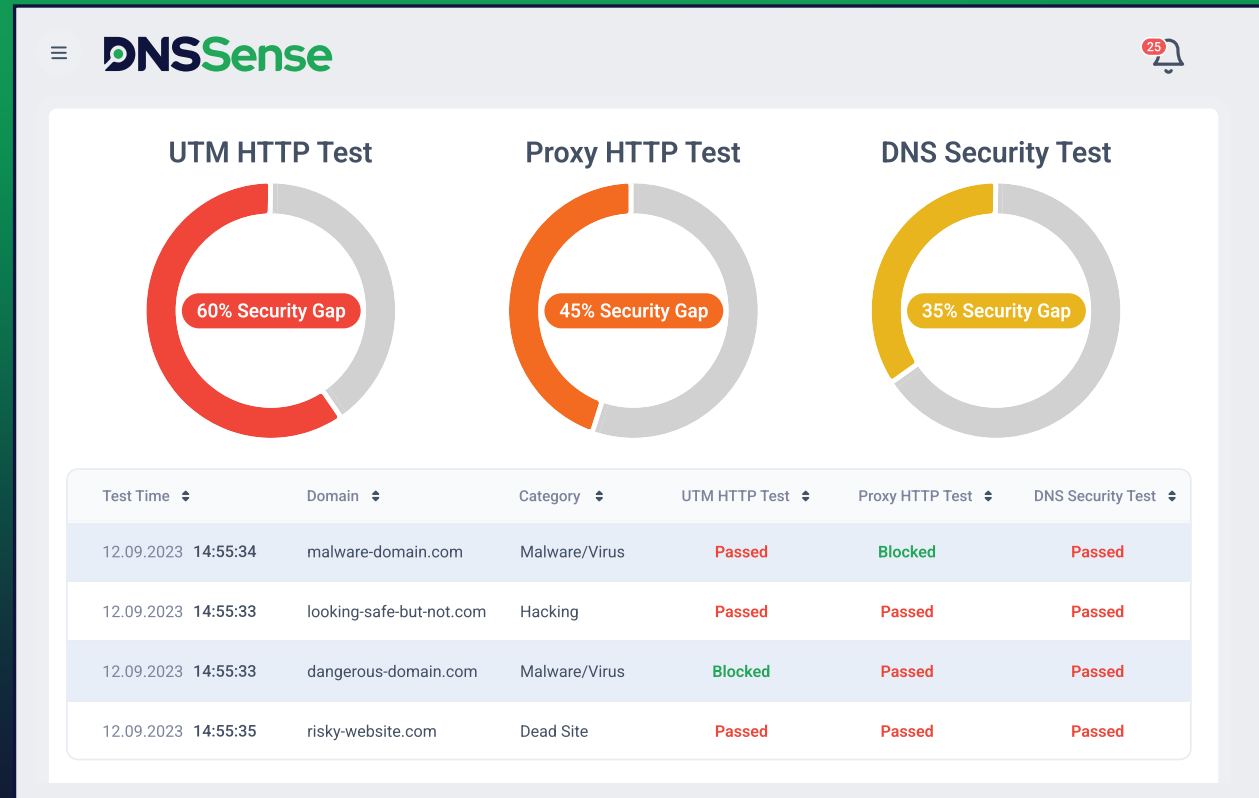 DNSSense
25
UTM HTTP Test
Proxy HTTP Test
DNS Security Test
60% Security Gap
45% Security Gap
35% Security Gap
Test Time Domain Category UTM HTTP Test Proxy HTTP Test DNS Security Test
12.09.2023 14:55:34 malware-domain.com Malware/Virus Passed Blocked Passed
12.09.2023 14:55:33 looking-safe-but-not.com Hacking Passed Passed Passed
12.09.2023 14:55:33 dangerous-domain.com Malware/Virus Blocked Passed Passed
12.09.2023 14:55:35 risky-website.com Dead Site Passed Passed Passed